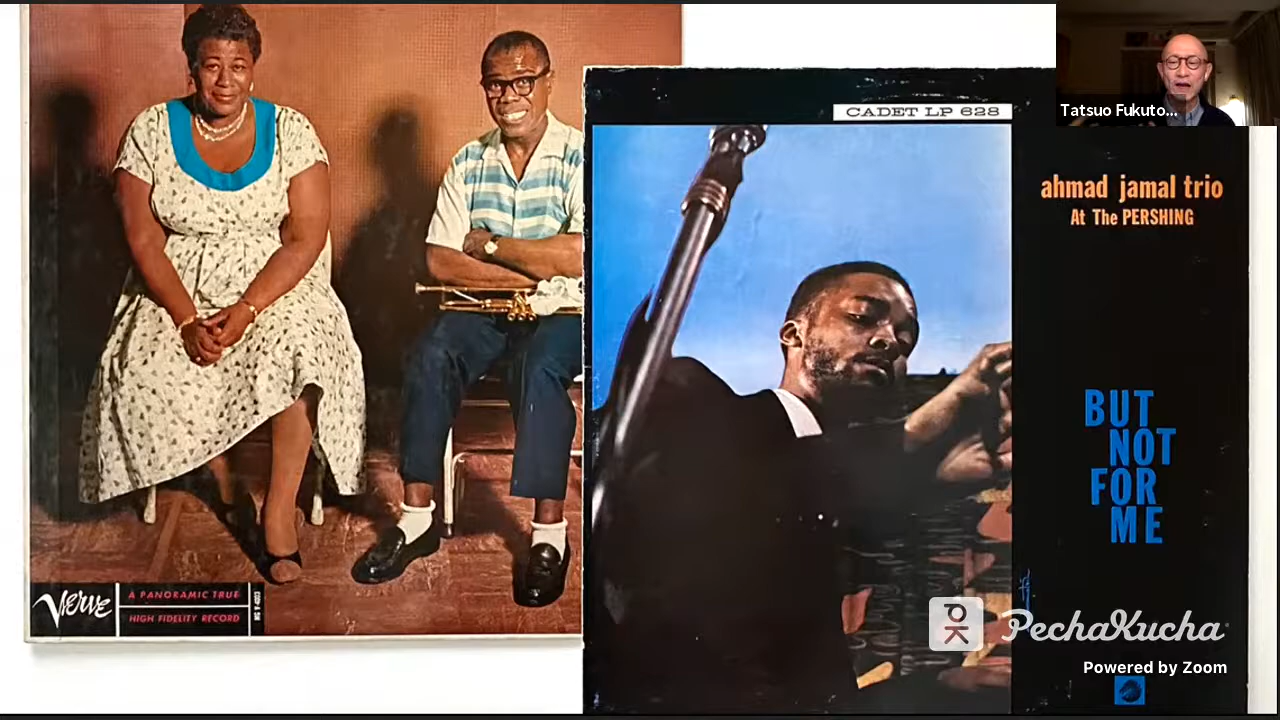 Verve
A PANORAMIC TRUE
HIGH FIDELITY RECORD
CADET LP 628
Tatsuo Fukuto...
ahmad jamal trio
At The PERSHING
BUT
NOT
FOR
ME
PK
PechaKucha
Powered by Zoom